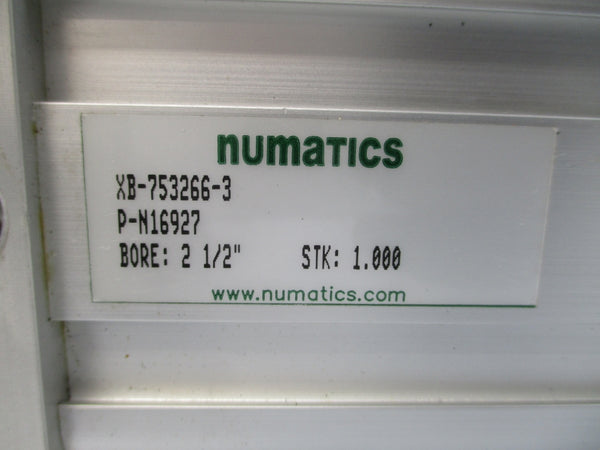 numatics
XB-753266-3
P-N16927
BORE: 2 1/2" STK: 1.000
www.numatics.com